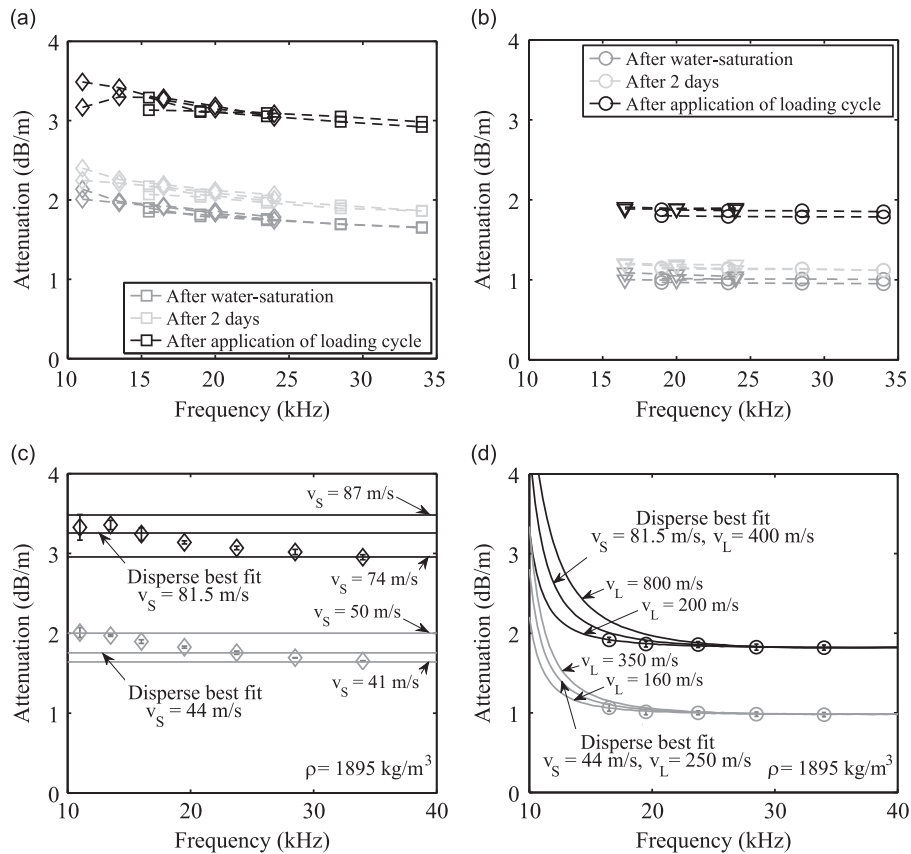 (a)
4
3
2
1
0
Attenuation (dB/m)
After water-saturation
After 2 days
After application of loading cycle
10 15 20 25 30 35
Frequency (kHz)
(b)
4
3
2
1
0
Attenuation (dB/m)
After water-saturation
After 2 days
After application of loading cycle
10 15 20 25 30 35
Frequency (kHz)
(c)
4
3
2
1
0
Attenuation (dB/m)
vS = 87 m/s
Disperse best fit
vS = 81.5 m/s
vS = 74 m/s
vS = 50 m/s
vS = 41 m/s
Disperse best fit
vS = 44 m/s
ρ= 1895 kg/m³
10 20 30 40
Frequency (kHz)
(d)
4
3
2
1
0
Attenuation (dB/m)
Disperse best fit
vS = 81.5 m/s, vL = 400 m/s
vL = 800 m/s
vL = 200 m/s
vL = 350 m/s
vL = 160 m/s
Disperse best fit
vS = 44 m/s, vL = 250 m/s
ρ= 1895 kg/m³
10 20 30 40
Frequency (kHz)